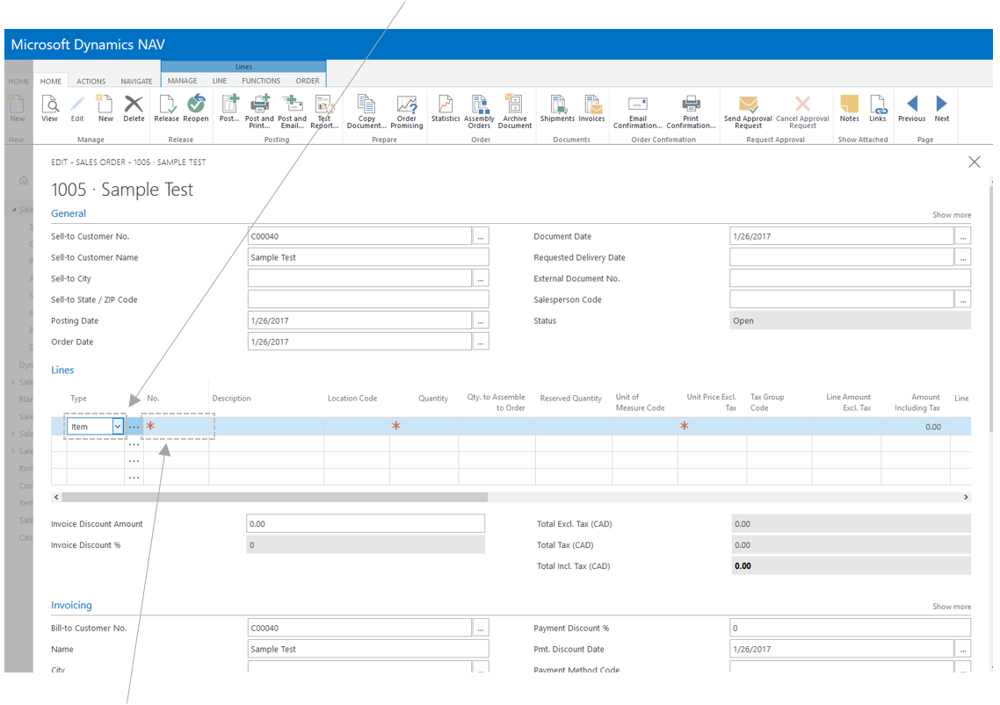 Microsoft Dynamics NAV
Lines
HOME HOME ACTIONS NAVIGATE MANAGE LINE FUNCTIONS ORDER
New View Edit New Delete Release Reopen Post... Post and Print... Post and Email... Test Report... Copy Document... Order Promising Statistics Assembly Orders Archive Document Shipments Invoices Email Confirmation... Print Confirmation... Send Approval Request Cancel Approval Request Notes Links Previous Next
New Manage Release Posting Prepare Order Documents Order Confirmation Request Approval Show Attached Page
EDIT - SALES ORDER - 1005 · SAMPLE TEST
1005 · Sample Test
General Show more
Sell-to Customer No. C00040 ... Document Date 1/26/2017 ...
Sell-to Customer Name Sample Test Requested Delivery Date ...
Sell-to City ... External Document No.
Sell-to State / ZIP Code Salesperson Code ...
Posting Date 1/26/2017 ... Status Open
Order Date 1/26/2017 ...
Lines
Type No. Description Location Code Quantity Qty. to Assemble to Order Reserved Quantity Unit of Measure Code Unit Price Excl. Tax Tax Group Code Line Amount Excl. Tax Amount Including Tax Line
Item ... * * * 0.00
...
...
...
Invoice Discount Amount 0.00 Total Excl. Tax (CAD) 0.00
Invoice Discount % 0 Total Tax (CAD) 0.00
Total Incl. Tax (CAD) 0.00
Invoicing Show more
Bill-to Customer No. C00040 ... Payment Discount % 0
Name Sample Test Pmt. Discount Date 1/26/2017 ...
City ... Payment Method Code ...